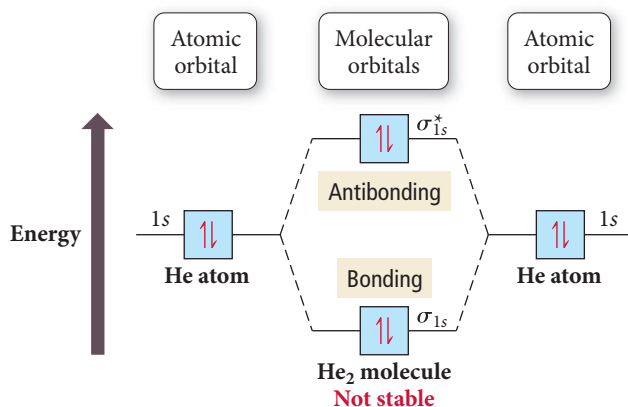 Atomic
orbital
Molecular
orbitals
Atomic
orbital
σ*1s
Antibonding
Energy
1s
He atom
1s
He atom
Bonding
σ1s
He₂ molecule
Not stable